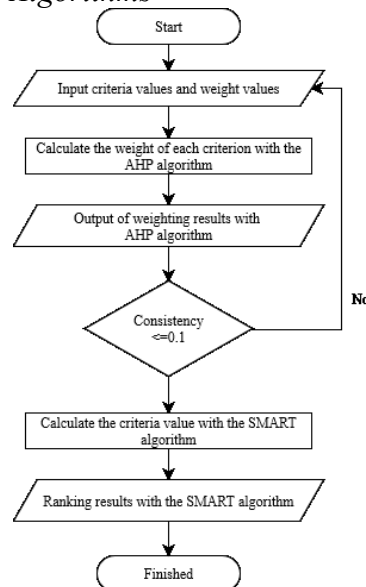 Algorithms
Start
Input criteria values and weight values
Calculate the weight of each criterion with the
AHP algorithm
Output of weighting results with
AHP algorithm
Consistency
<=0.1
No
Calculate the criteria value with the SMART
algorithm
Ranking results with the SMART algorithm
Finished